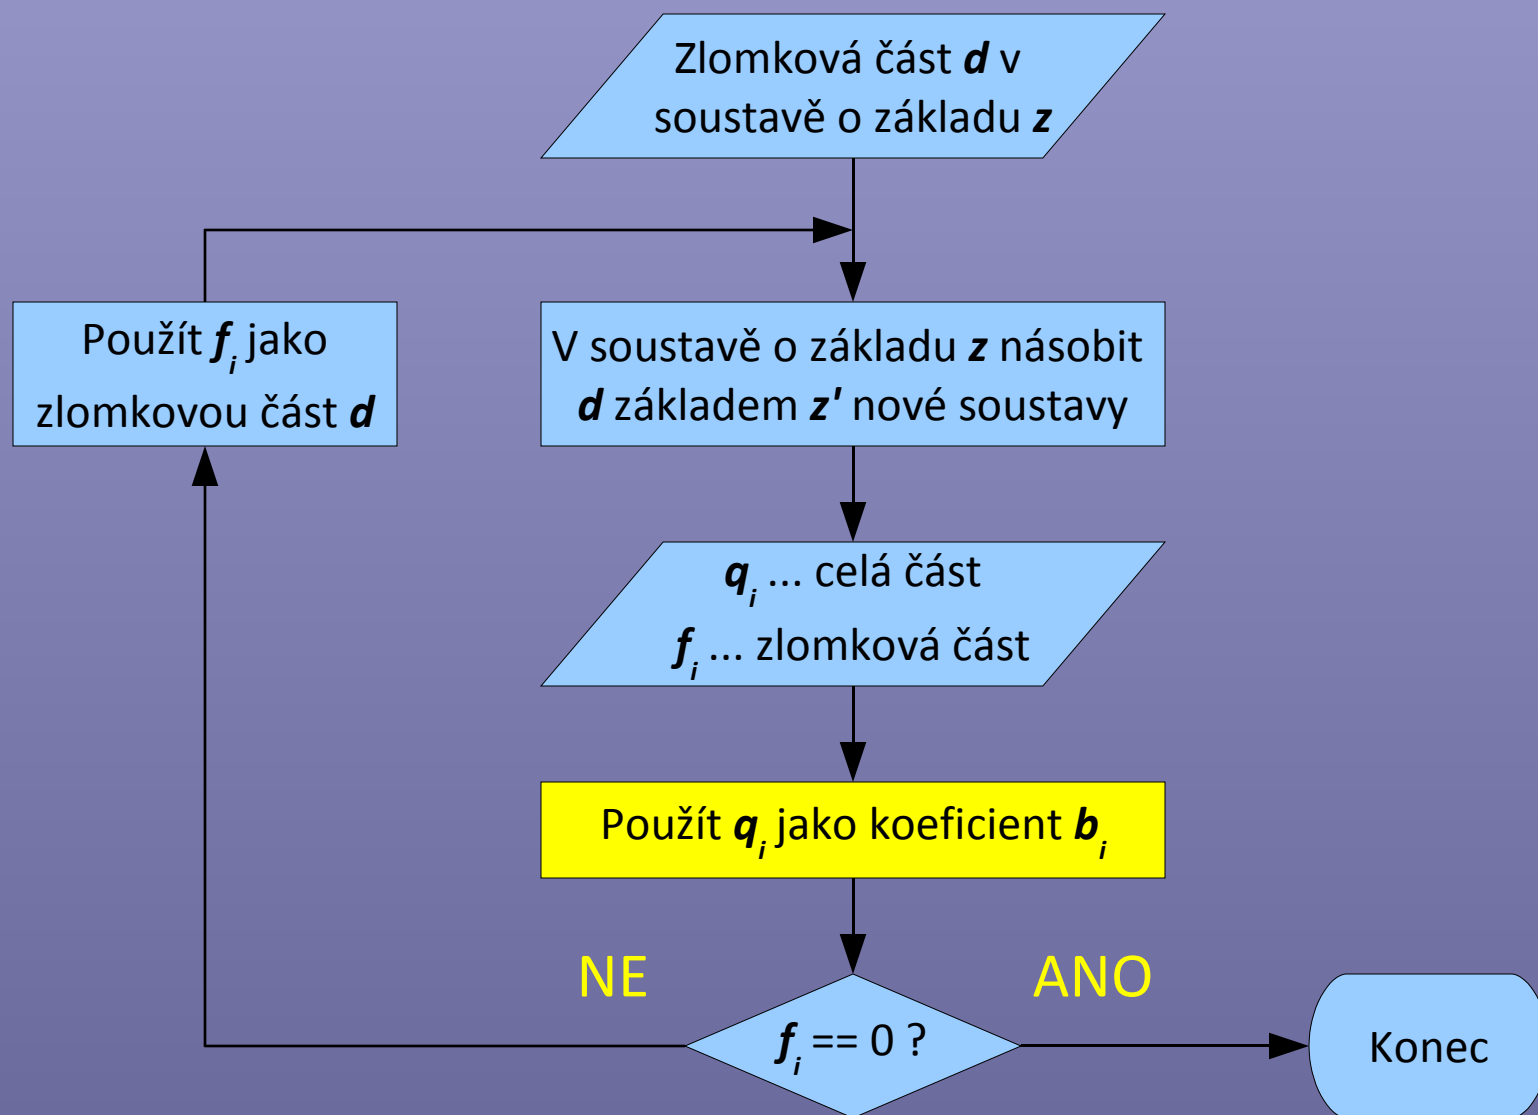 Zlomková část d v
soustavě o základu z
Použít fi jako
zlomkovou část d
V soustavě o základu z násobit
d základem z' nové soustavy
qi ... celá část
fi ... zlomková část
Použít qi jako koeficient bi
NE
ANO
fi == 0 ?
Konec